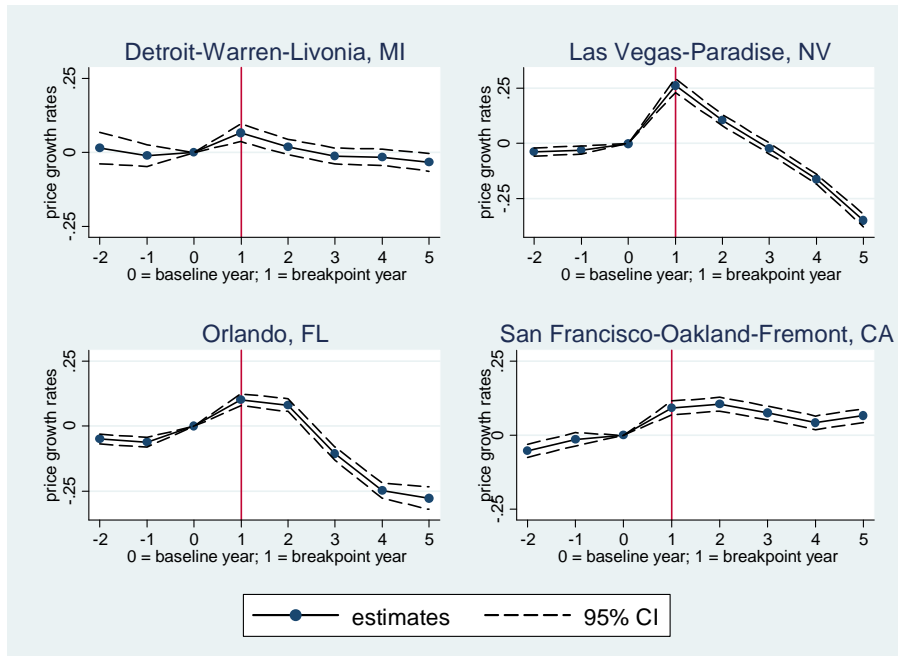 Detroit-Warren-Livonia, MI
price growth rates
.25
0
-.25
-2 -1 0 1 2 3 4 5
0 = baseline year; 1 = breakpoint year
Las Vegas-Paradise, NV
price growth rates
.25
0
-.25
-2 -1 0 1 2 3 4 5
0 = baseline year; 1 = breakpoint year
Orlando, FL
price growth rates
.25
0
-.25
-2 -1 0 1 2 3 4 5
0 = baseline year; 1 = breakpoint year
San Francisco-Oakland-Fremont, CA
price growth rates
.25
0
-.25
-2 -1 0 1 2 3 4 5
0 = baseline year; 1 = breakpoint year
estimates 95% CI